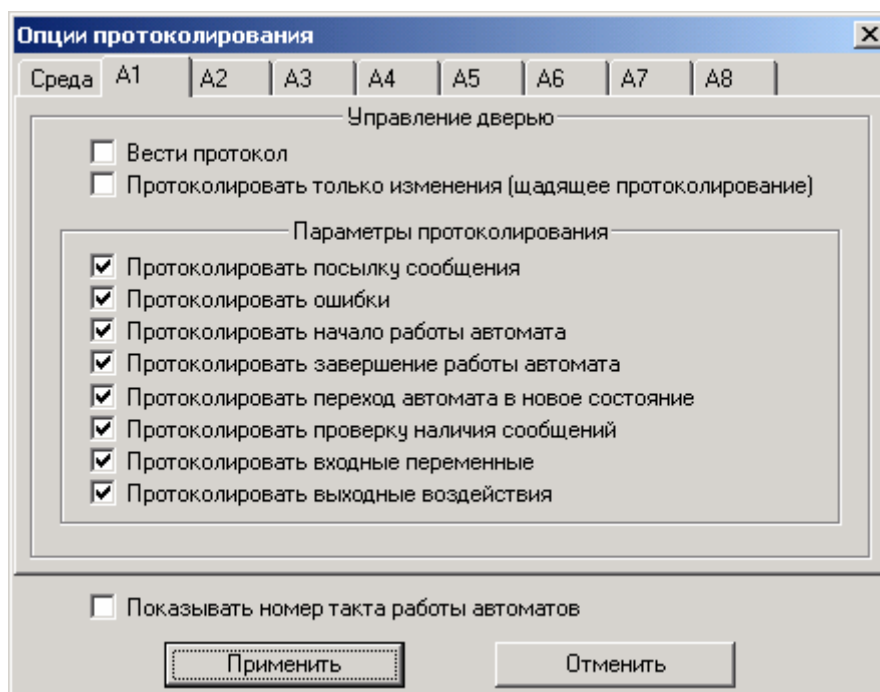 Опции протоколирования
Среда A1 A2 A3 A4 A5 A6 A7 A8
Управление дверью
Вести протокол
Протоколировать только изменения (щадящее протоколирование)
Параметры протоколирования
Протоколировать посылку сообщения
Протоколировать ошибки
Протоколировать начало работы автомата
Протоколировать завершение работы автомата
Протоколировать переход автомата в новое состояние
Протоколировать проверку наличия сообщений
Протоколировать входные переменные
Протоколировать выходные воздействия
Показывать номер такта работы автоматов
Применить Отменить